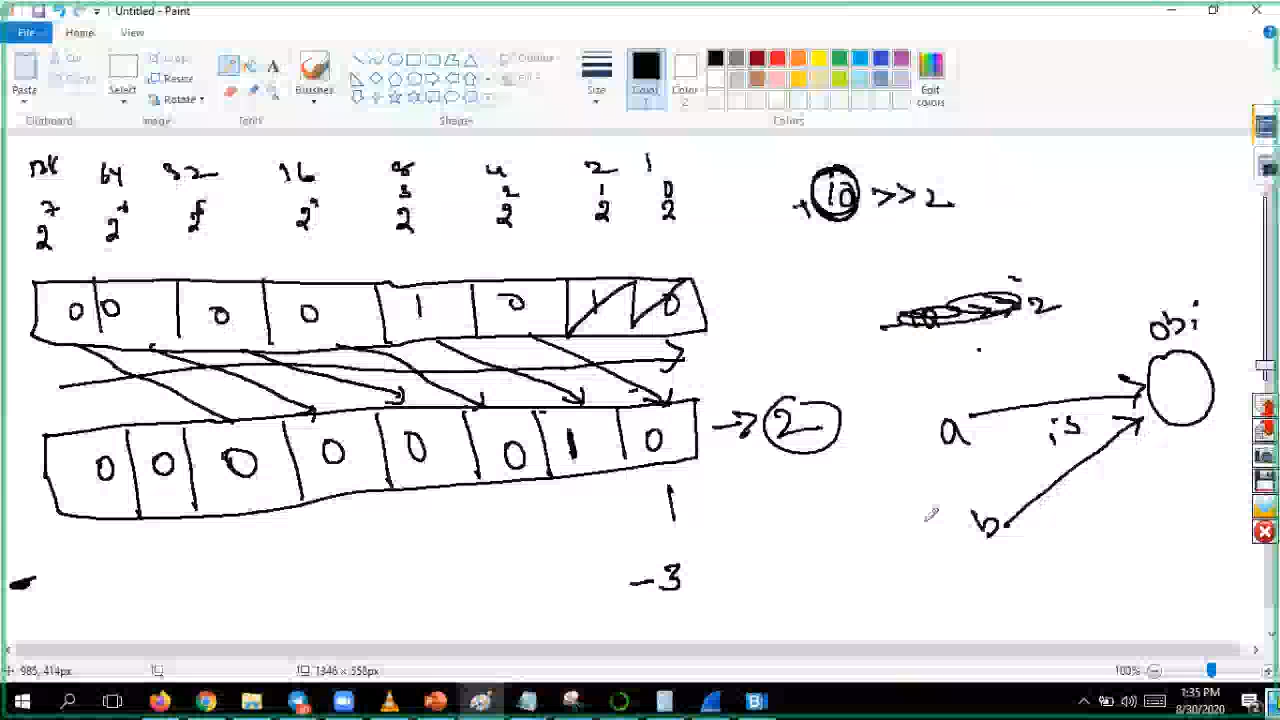 Untitled - Paint
File Home View
Cut
Copy
Paste
Select
Crop
Resize
Rotate
Brushes
Outline
Fill
Size
Color 1
Color 2
Edit colors
Clipboard
Image
Tools
Shapes
Colors
128 64 32 16 8 4 2 1
7 5 3 2 1 0
2 2 2 2 2 2 2 2
10 >> 2
0 0 0 0 1 0 1 0
2
obj
a is
b
0 0 0 0 0 0 1 0 → 2
-3
985, 414px
1346 × 558px
100%
1:35 PM
8/30/2020